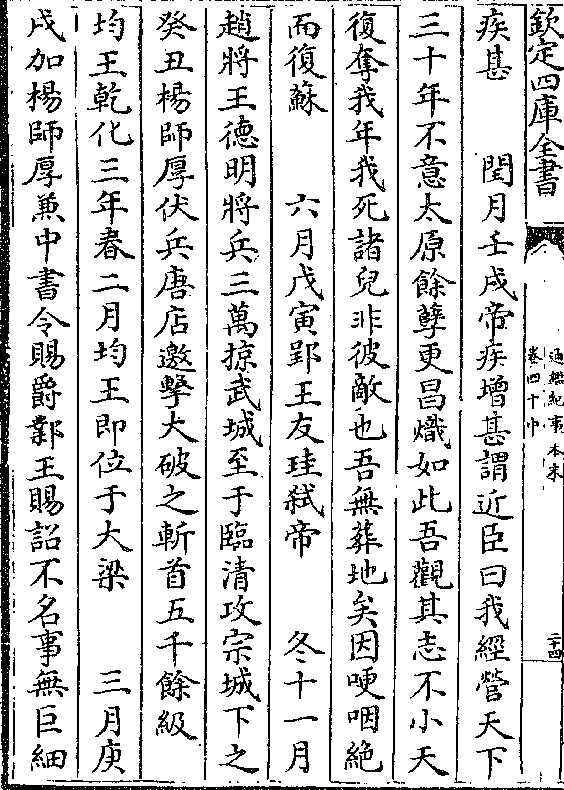 欽定四庫全書
通鑑紀事本末
卷四十中
二十四
疾甚　閏月壬戌帝疾增甚謂近臣曰我經營天下
三十年不意太原餘孽更昌熾如此吾觀其志不小天
復奪我年我死諸兒非彼敵也吾無葬地矣因哽咽絶
而復蘇　六月戊寅郢王友珪弑帝　冬十一月
趙將王德明將兵三萬掠武城至于臨清攻宗城下之
癸丑楊師厚伏兵唐店邀擊大破之斬首五千餘級
均王乾化三年春二月均王即位于大梁　三月庚
戌加楊師厚兼中書令賜爵鄴王賜詔不名事無巨細